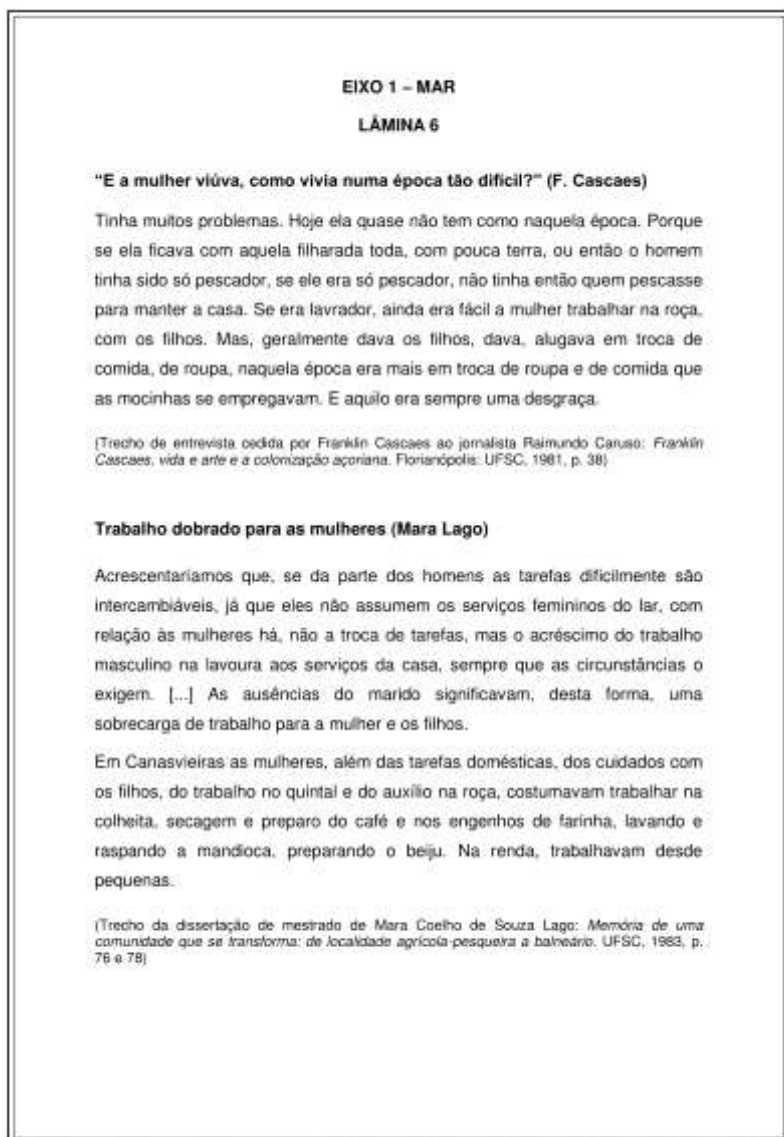 EIXO 1 – MAR
LÂMINA 6
“E a mulher viúva, como vivia numa época tão difícil?” (F. Cascaes)
Tinha muitos problemas. Hoje ela quase não tem como naquela época. Porque
se ela ficava com aquela filharada toda, com pouca terra, ou então o homem
tinha sido só pescador, se ele era só pescador, não tinha então quem pescasse
para manter a casa. Se era lavrador, ainda era fácil a mulher trabalhar na roça,
com os filhos. Mas, geralmente dava os filhos, dava, alugava em troca de
comida, de roupa, naquela época era mais em troca de roupa e de comida que
as mocinhas se empregavam. E aquilo era sempre uma desgraça.
(Trecho de entrevista cedida por Franklin Cascaes ao jornalista Raimundo Caruso: Franklin
Cascaes, vida e arte e a colonização açoriana. Florianópolis: UFSC, 1981, p. 38)
Trabalho dobrado para as mulheres (Mara Lago)
Acrescentaríamos que, se da parte dos homens as tarefas dificilmente são
intercambiáveis, já que eles não assumem os serviços femininos do lar, com
relação às mulheres há, não a troca de tarefas, mas o acréscimo do trabalho
masculino na lavoura aos serviços da casa, sempre que as circunstâncias o
exigem. [...] As ausências do marido significavam, desta forma, uma
sobrecarga de trabalho para a mulher e os filhos.
Em Canasvieiras as mulheres, além das tarefas domésticas, dos cuidados com
os filhos, do trabalho no quintal e do auxílio na roça, costumavam trabalhar na
colheita, secagem e preparo do café e nos engenhos de farinha, lavando e
raspando a mandioca, preparando o beiju. Na renda, trabalhavam desde
pequenas.
(Trecho da dissertação de mestrado de Mara Coelho de Souza Lago: Memória de uma
comunidade que se transforma: de localidade agrícola-pesqueira a balneário. UFSC, 1983, p.
76 e 78)